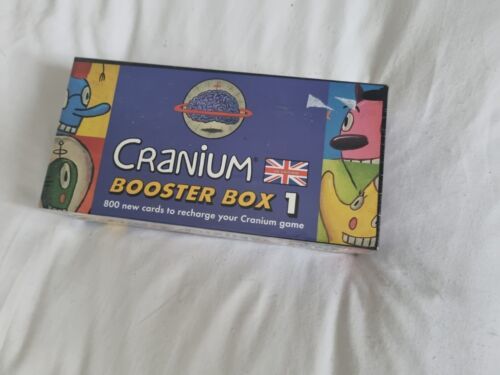 CRANIUM®
BOOSTER BOX 1
800 new cards to recharge your Cranium game